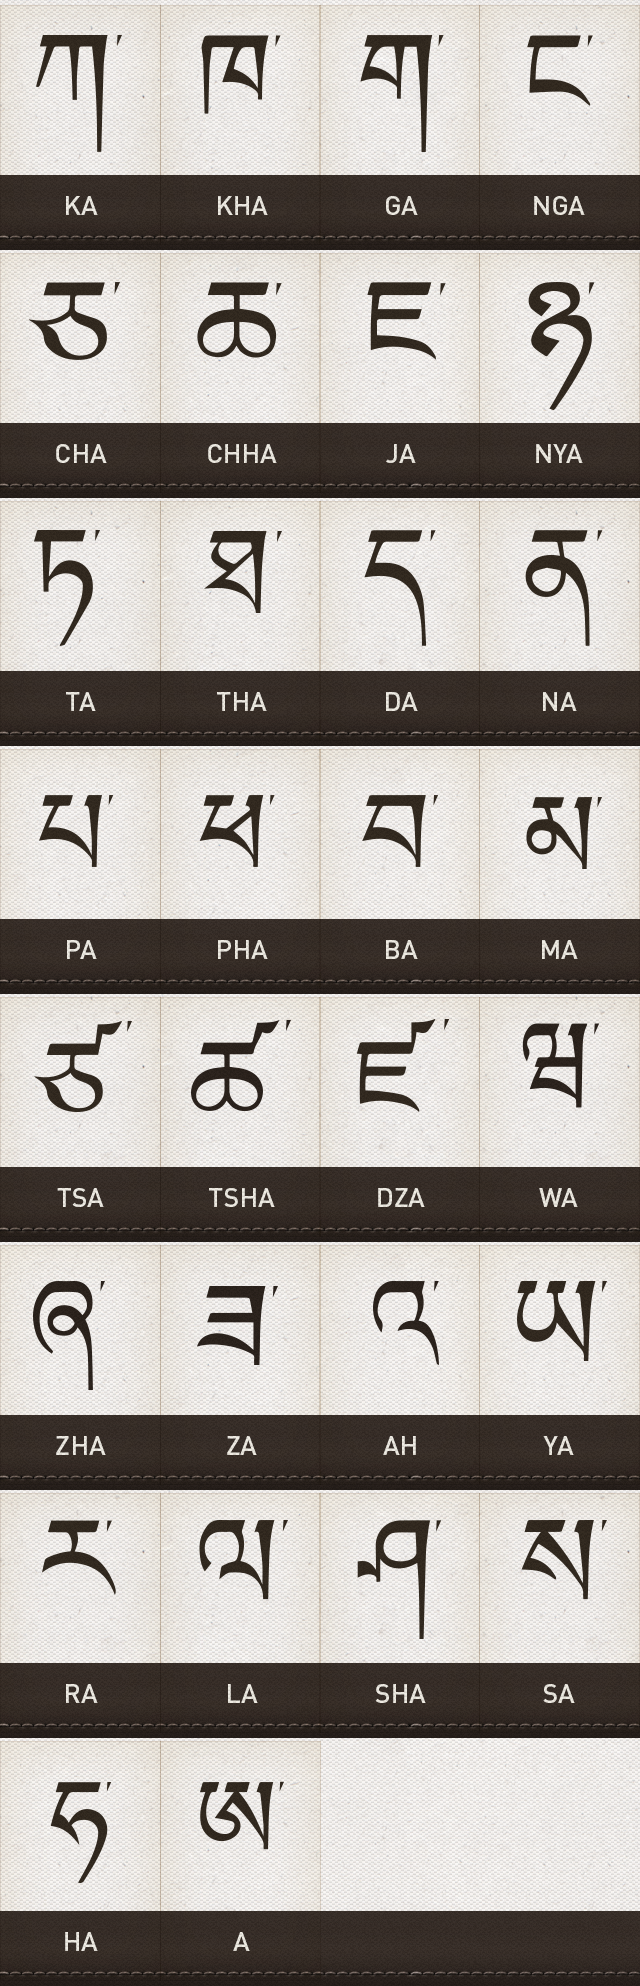 ཀ་ ཁ་ ག་ ང་
KA KHA GA NGA
ཅ་ ཆ་ ཇ་ ཉ་
CHA CHHA JA NYA
ཏ་ ཐ་ ད་ ན་
TA THA DA NA
པ་ ཕ་ བ་ མ་
PA PHA BA MA
ཙ་ ཚ་ ཛ་ ཝ་
TSA TSHA DZA WA
ཞ་ ཟ་ འ་ ཡ་
ZHA ZA AH YA
ར་ ལ་ ཤ་ ས་
RA LA SHA SA
ཧ་ ཨ་
HA A